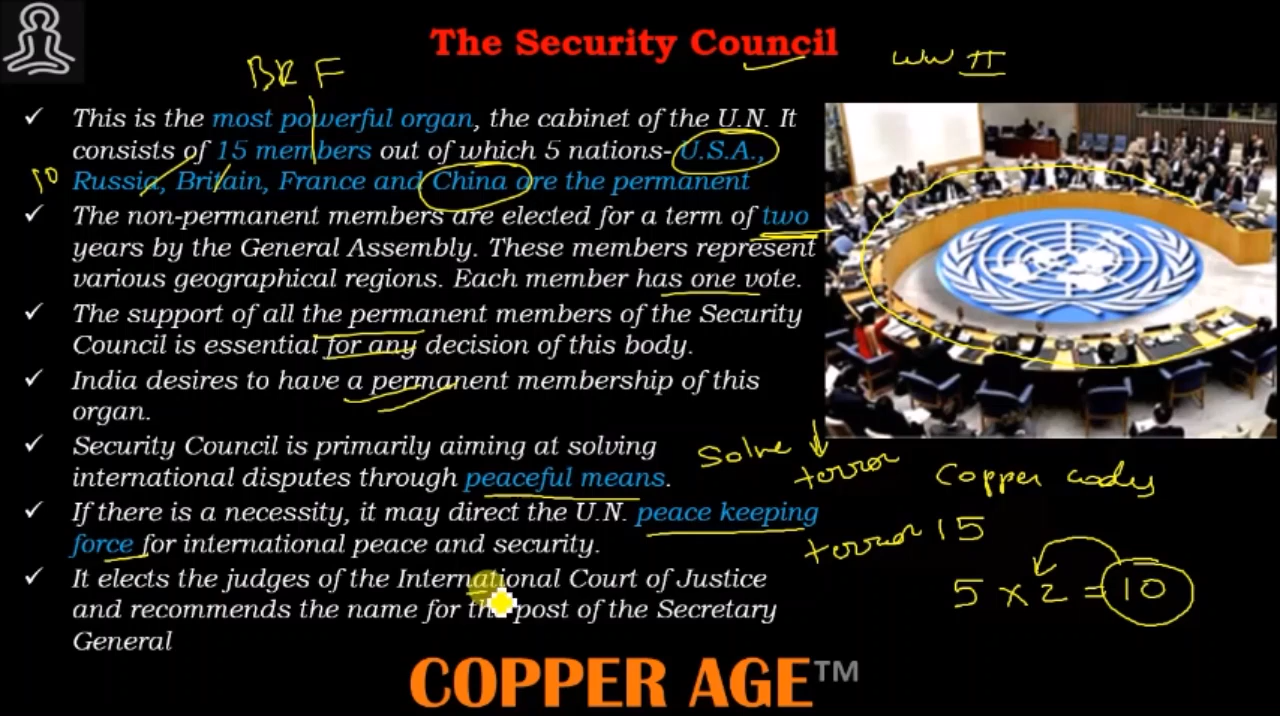 The Security Council
WW II
BR F
✓ This is the most powerful organ, the cabinet of the U.N. It
consists of 15 members out of which 5 nations- U.S.A.,
10
Russia, Britain, France and China are the permanent
✓ The non-permanent members are elected for a term of two
years by the General Assembly. These members represent
various geographical regions. Each member has one vote.
✓ The support of all the permanent members of the Security
Council is essential for any decision of this body.
✓ India desires to have a permanent membership of this
organ.
✓ Security Council is primarily aiming at solving
international disputes through peaceful means.
Solve
terror
Copper
✓ If there is a necessity, it may direct the U.N. peace keeping
force for international peace and security.
terror 15
5 x 2 = 10
✓ It elects the judges of the International Court of Justice
and recommends the name for the post of the Secretary
General
COPPER AGE™